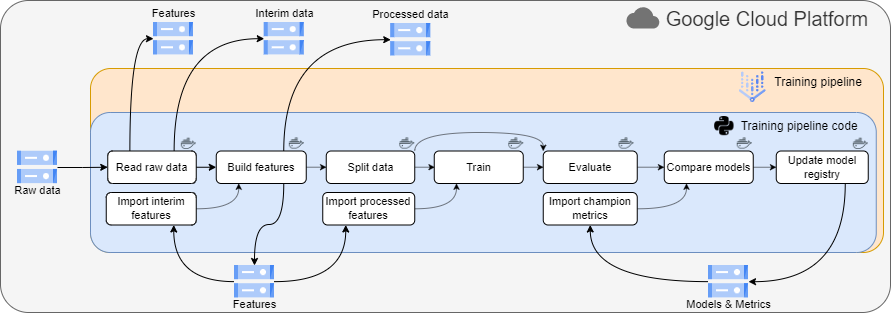 Features
Interim data
Processed data
Google Cloud Platform
Training pipeline
Training pipeline code
Raw data
Read raw data
Build features
Split data
Train
Evaluate
Compare models
Update model
registry
Import interim
features
Import processed
features
Import champion
metrics
Features
Models & Metrics